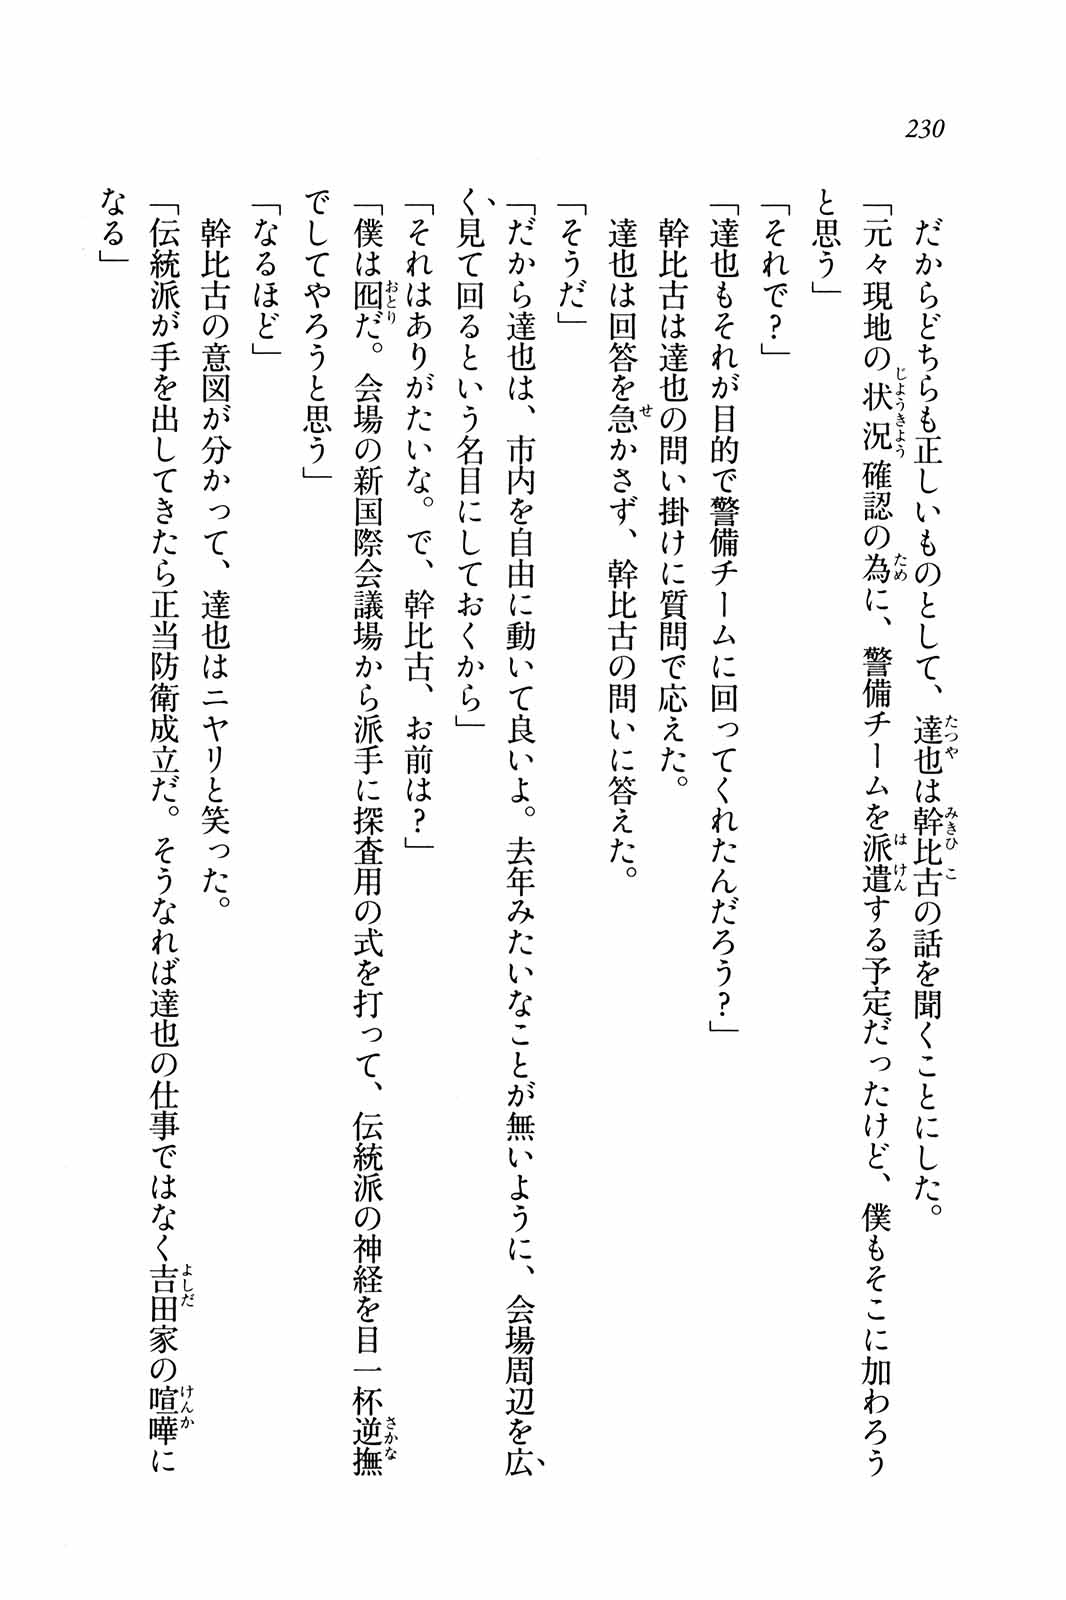 230
だからどちらも正しいものとして、達也は幹比古の話を聞くことにした。
「元々現地の状況確認の為に、警備チームを派遣する予定だったけど、僕もそこに加わろう
と思う」
「それで？」
「達也もそれが目的で警備チームに回ってくれたんだろう？」
幹比古は達也の問い掛けに質問で応えた。
達也は回答を急かさず、幹比古の問いに答えた。
「そうだ」
「だから達也は、市内を自由に動いて良いよ。去年みたいなことが無いように、会場周辺を広
く見て回るという名目にしておくから」
「それはありがたいな。で、幹比古、お前は？」
「僕は囮だ。会場の新国際会議場から派手に探査用の式を打って、伝統派の神経を目一杯逆撫
でしてやろうと思う」
「なるほど」
幹比古の意図が分かって、達也はニヤリと笑った。
「伝統派が手を出してきたら正当防衛成立だ。そうなれば達也の仕事ではなく吉田家の喧嘩に
なる」